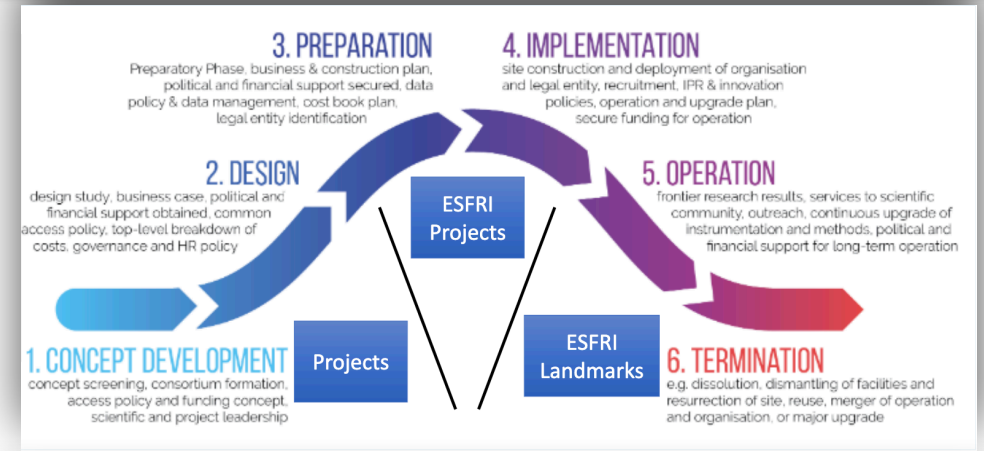 3. PREPARATION
Preparatory Phase, business & construction plan,
political and financial support secured, data
policy & data management, cost book plan,
legal entity identification
4. IMPLEMENTATION
site construction and deployment of organisation
and legal entity, recruitment, IPR & innovation
policies, operation and upgrade plan,
secure funding for operation
2. DESIGN
design study, business case, political and
financial support obtained, common
access policy, top-level breakdown of
costs, governance and HR policy
ESFRI
Projects
5. OPERATION
frontier research results, services to scientific
community, outreach, continuous upgrade of
instrumentation and methods, political and
financial support for long-term operation
1. CONCEPT DEVELOPMENT
concept screening, consortium formation,
access policy and funding concept,
scientific and project leadership
Projects
ESFRI
Landmarks
6. TERMINATION
e.g. dissolution, dismantling of facilities and
resurrection of site, reuse, merger of operation
and organisation, or major upgrade